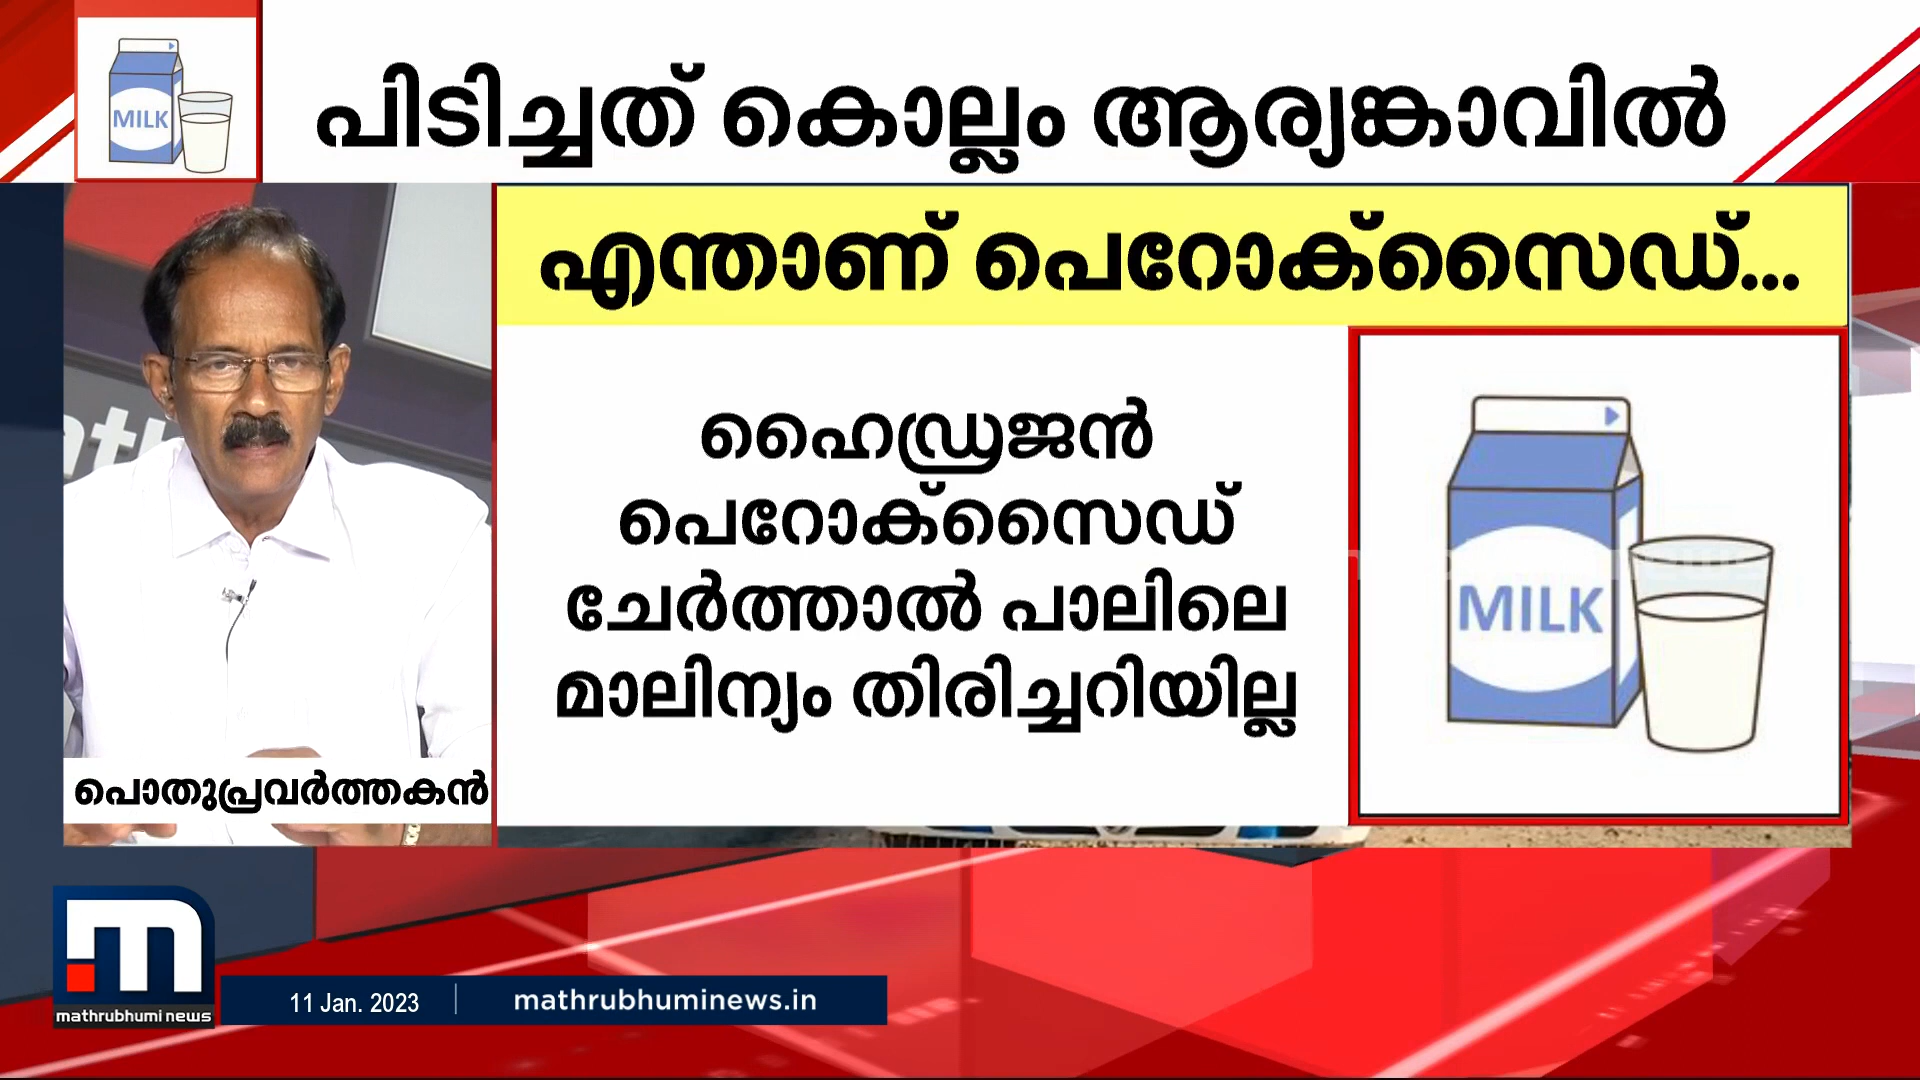 MILK
പിടിച്ചത് കൊല്ലം ആര്യങ്കാവിൽ
എന്താണ് പെറോക്സൈഡ്...
ഹൈഡ്രജൻ
പെറോക്സൈഡ്
ചേർത്താൽ പാലിലെ
മാലിന്യം തിരിച്ചറിയില്ല
MILK
പൊതുപ്രവർത്തകൻ
mathrubhumi news
11 Jan. 2023
mathrubhuminews.in